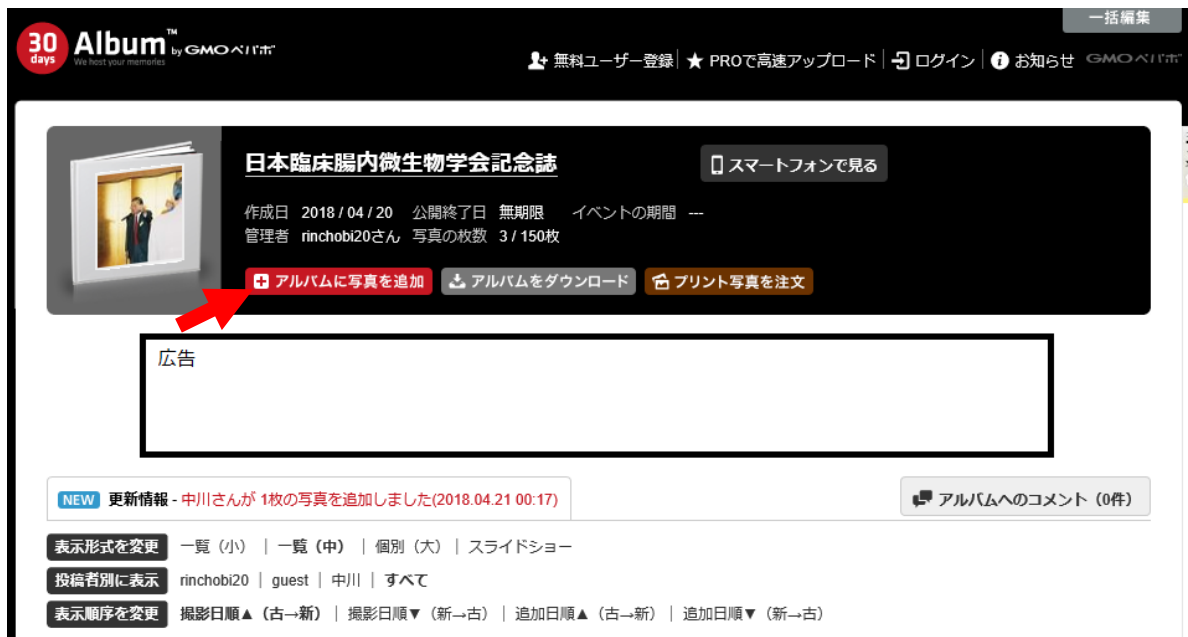 一括編集
30 days Album™ by GMOペパボ
We host your memories
無料ユーザー登録 | ★ PROで高速アップロード | ログイン | お知らせ GMOペパボ
日本臨床腸内微生物学会記念誌
スマートフォンで見る
作成日 2018 / 04 / 20 公開終了日 無期限 イベントの期間 ---
管理者 rinchobi20さん 写真の枚数 3 / 150枚
アルバムに写真を追加 アルバムをダウンロード プリント写真を注文
広告
NEW 更新情報 - 中川さんが 1枚の写真を追加しました(2018.04.21 00:17)
アルバムへのコメント（0件）
表示形式を変更 一覧（小） | 一覧（中） | 個別（大） | スライドショー
投稿者別に表示 rinchobi20 | guest | 中川 | すべて
表示順序を変更 撮影日順▲（古→新） | 撮影日順▼（新→古） | 追加日順▲（古→新） | 追加日順▼（新→古）